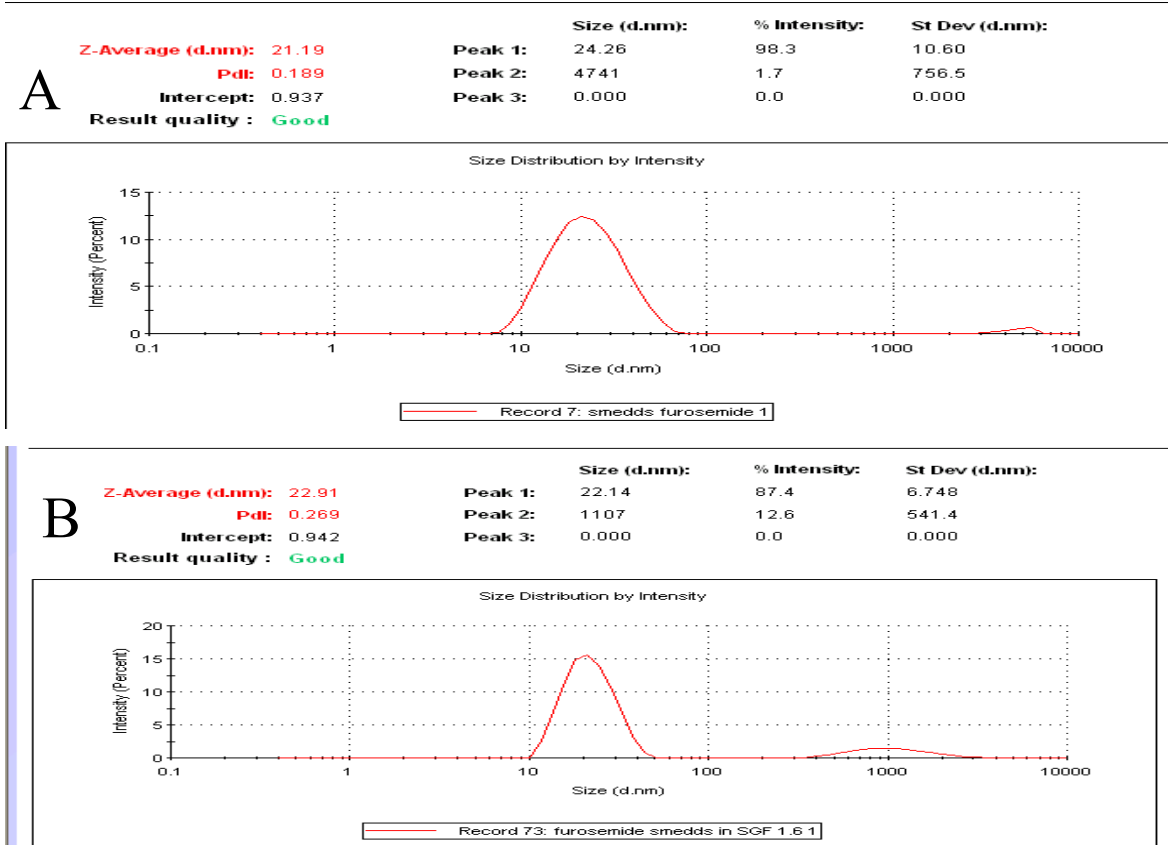 A
Size (d.nm): % Intensity: St Dev (d.nm):
Z-Average (d.nm): 21.19 Peak 1: 24.26 98.3 10.60
PdI: 0.189 Peak 2: 4741 1.7 756.5
Intercept: 0.937 Peak 3: 0.000 0.0 0.000
Result quality : Good
Size Distribution by Intensity
Intensity (Percent)
15
10
5
0
0.1 1 10 100 1000 10000
Size (d.nm)
Record 7: smedds furosemide 1
B
Size (d.nm): % Intensity: St Dev (d.nm):
Z-Average (d.nm): 22.91 Peak 1: 22.14 87.4 6.748
PdI: 0.269 Peak 2: 1107 12.6 541.4
Intercept: 0.942 Peak 3: 0.000 0.0 0.000
Result quality : Good
Size Distribution by Intensity
Intensity (Percent)
20
15
10
5
0
0.1 1 10 100 1000 10000
Size (d.nm)
Record 73: furosemide smedds in SGF 1.6 1